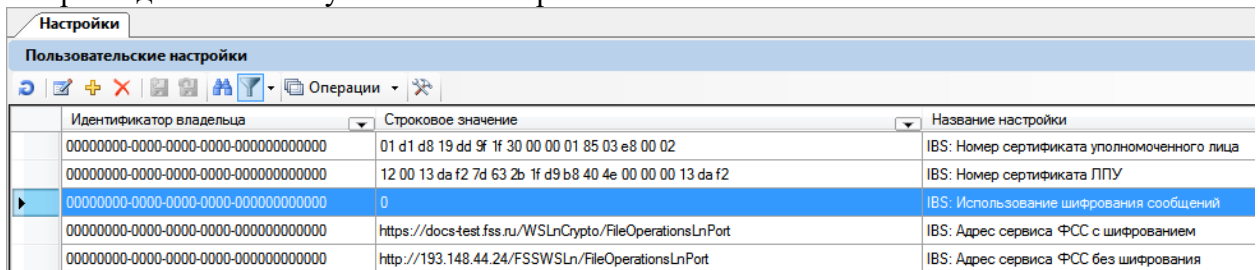 Настройки
Пользовательские настройки
Операции
Идентификатор владельца Строковое значение Название настройки
00000000-0000-0000-0000-000000000000 01 d1 d8 19 dd 9f 1f 30 00 00 01 85 03 e8 00 02 IBS: Номер сертификата уполномоченного лица
00000000-0000-0000-0000-000000000000 12 00 13 da f2 7d 63 2b 1f d9 b8 40 4e 00 00 00 13 da f2 IBS: Номер сертификата ЛПУ
00000000-0000-0000-0000-000000000000 0 IBS: Использование шифрования сообщений
00000000-0000-0000-0000-000000000000 https://docs-test.fss.ru/WSLnCrypto/FileOperationsLnPort IBS: Адрес сервиса ФСС с шифрованием
00000000-0000-0000-0000-000000000000 http://193.148.44.24/FSSWSLn/FileOperationsLnPort IBS: Адрес сервиса ФСС без шифрования